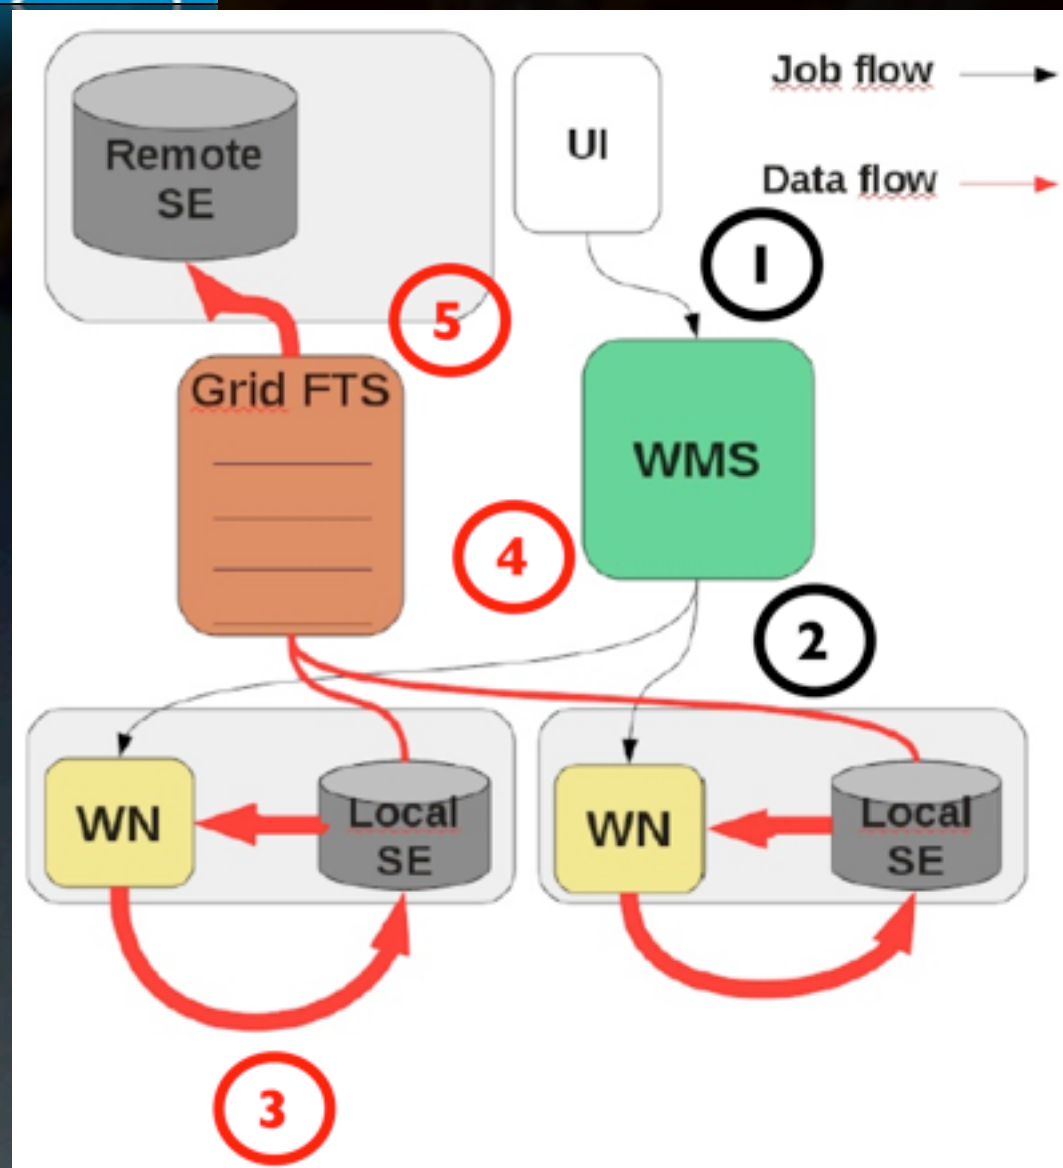 Job flow
Data flow
Remote
SE
UI
1
5
Grid FTS
WMS
4
2
WN
Local
SE
WN
Local
SE
3